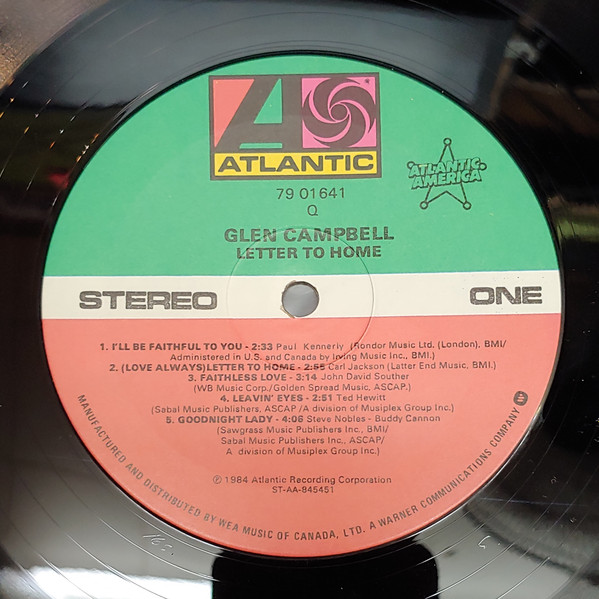 ATLANTIC
ATLANTIC
AMERICA
79 01641
Q
GLEN CAMPBELL
LETTER TO HOME
STEREO
ONE
1. I'LL BE FAITHFUL TO YOU - 2:33 Paul Kennerly (Rondor Music Ltd. (London), BMI/
Administered in U.S. and Canada by Irving Music Inc., BMI.)
2. (LOVE ALWAYS)LETTER TO HOME - 2:55 Carl Jackson (Latter End Music, BMI.)
3. FAITHLESS LOVE - 3:14 John David Souther
(WB Music Corp./Golden Spread Music, ASCAP.)
4. LEAVIN' EYES - 2:51 Ted Hewitt
(Sabal Music Publishers, ASCAP /A division of Musiplex Group Inc.)
5. GOODNIGHT LADY - 4:06 Steve Nobles - Buddy Cannon
(Sawgrass Music Publishers Inc., BMI/
Sabal Music Publishers Inc., ASCAP/
A division of Musiplex Group Inc.)
℗ 1984 Atlantic Recording Corporation
ST-AA-845451
MANUFACTURED AND DISTRIBUTED BY WEA MUSIC OF CANADA, LTD. A WARNER COMMUNICATIONS COMPANY